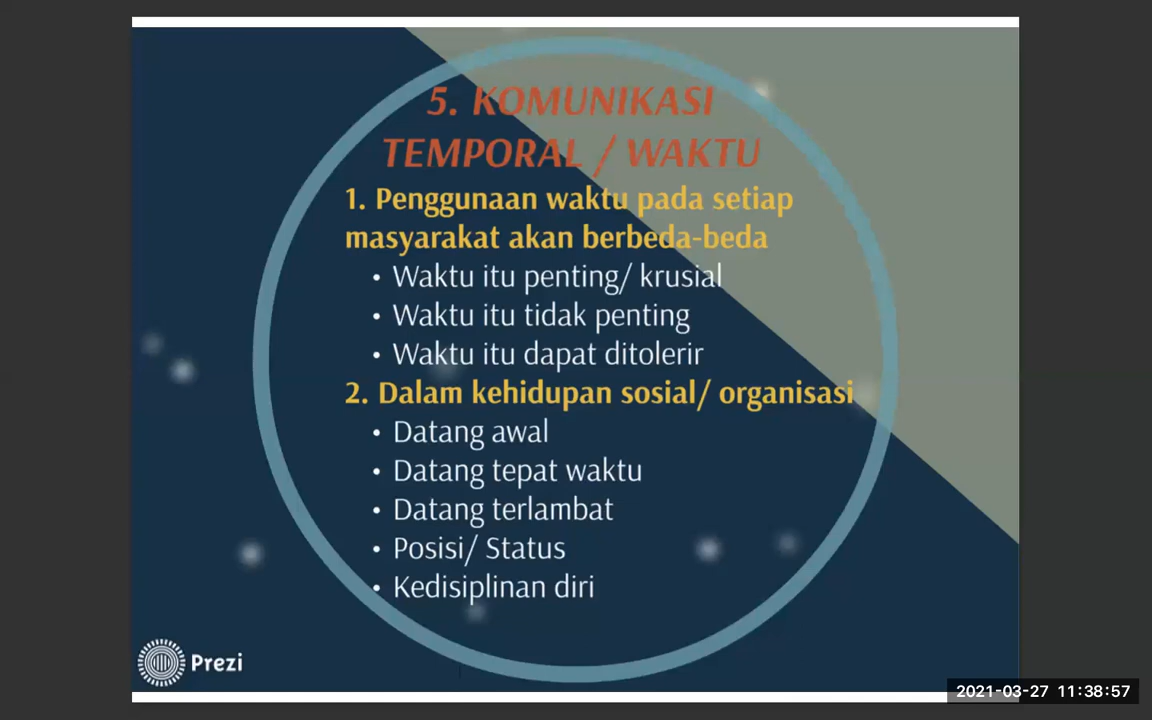 5. KOMUNIKASI
TEMPORAL / WAKTU
1. Penggunaan waktu pada setiap
masyarakat akan berbeda-beda
• Waktu itu penting/ krusial
• Waktu itu tidak penting
• Waktu itu dapat ditolerir
2. Dalam kehidupan sosial/ organisasi
• Datang awal
• Datang tepat waktu
• Datang terlambat
• Posisi/ Status
• Kedisiplinan diri
Prezi
2021-03-27 11:38:57